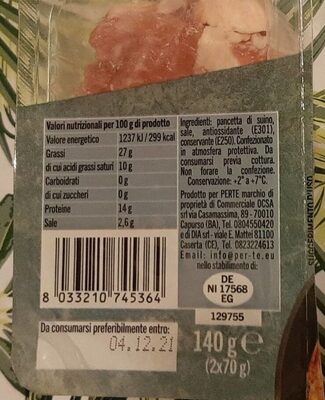 Valori nutrizionali per 100 g di prodotto
Valore energetico 1237 kJ / 299 kcal
Grassi 27 g
di cui acidi grassi saturi 10 g
Carboidrati 0 g
di cui zuccheri 0 g
Proteine 14 g
Sale 2,6 g
Ingredienti: pancetta di suino,
sale, antiossidante (E301),
conservante (E250). Confezionato
in atmosfera protettiva. Da
consumarsi previa cottura.
Non forare la confezione.
Conservazione: +2° a +7°C.
Prodotto per PERTE marchio di
proprietà di Commerciale OCSA
srl via Casamassima, 89 - 70010
Capurso (BA), Tel. 0804550420
e di DIA srl - viale E. Mattei 81100
Caserta (CE), Tel. 0823224613
Email: info@per-te.eu
nello stabilimento di:
DE
NI 17568
EG
8 033210 745364
129755
Da consumarsi preferibilmente entro:
04.12.21
140 g e
(2x70 g)